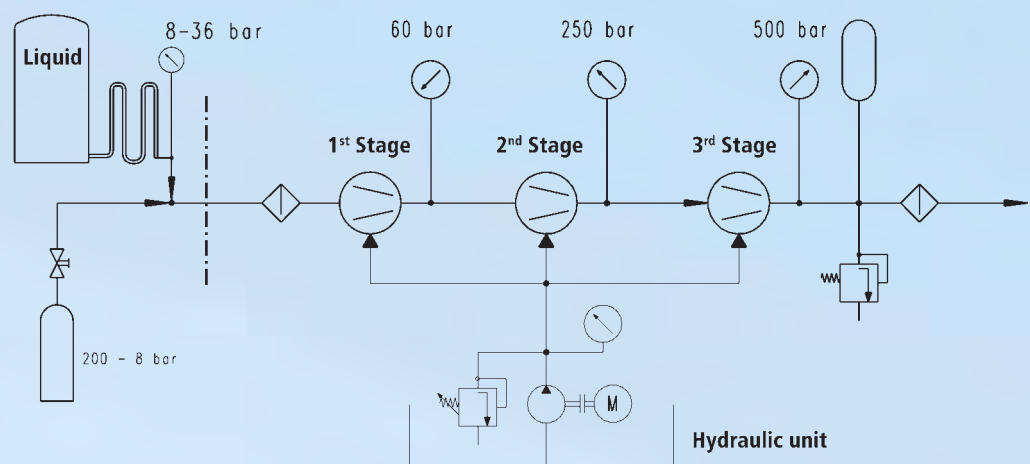 8-36 bar
60 bar
250 bar
500 bar
Liquid
1st Stage
2nd Stage
3rd Stage
200 - 8 bar
M
Hydraulic unit